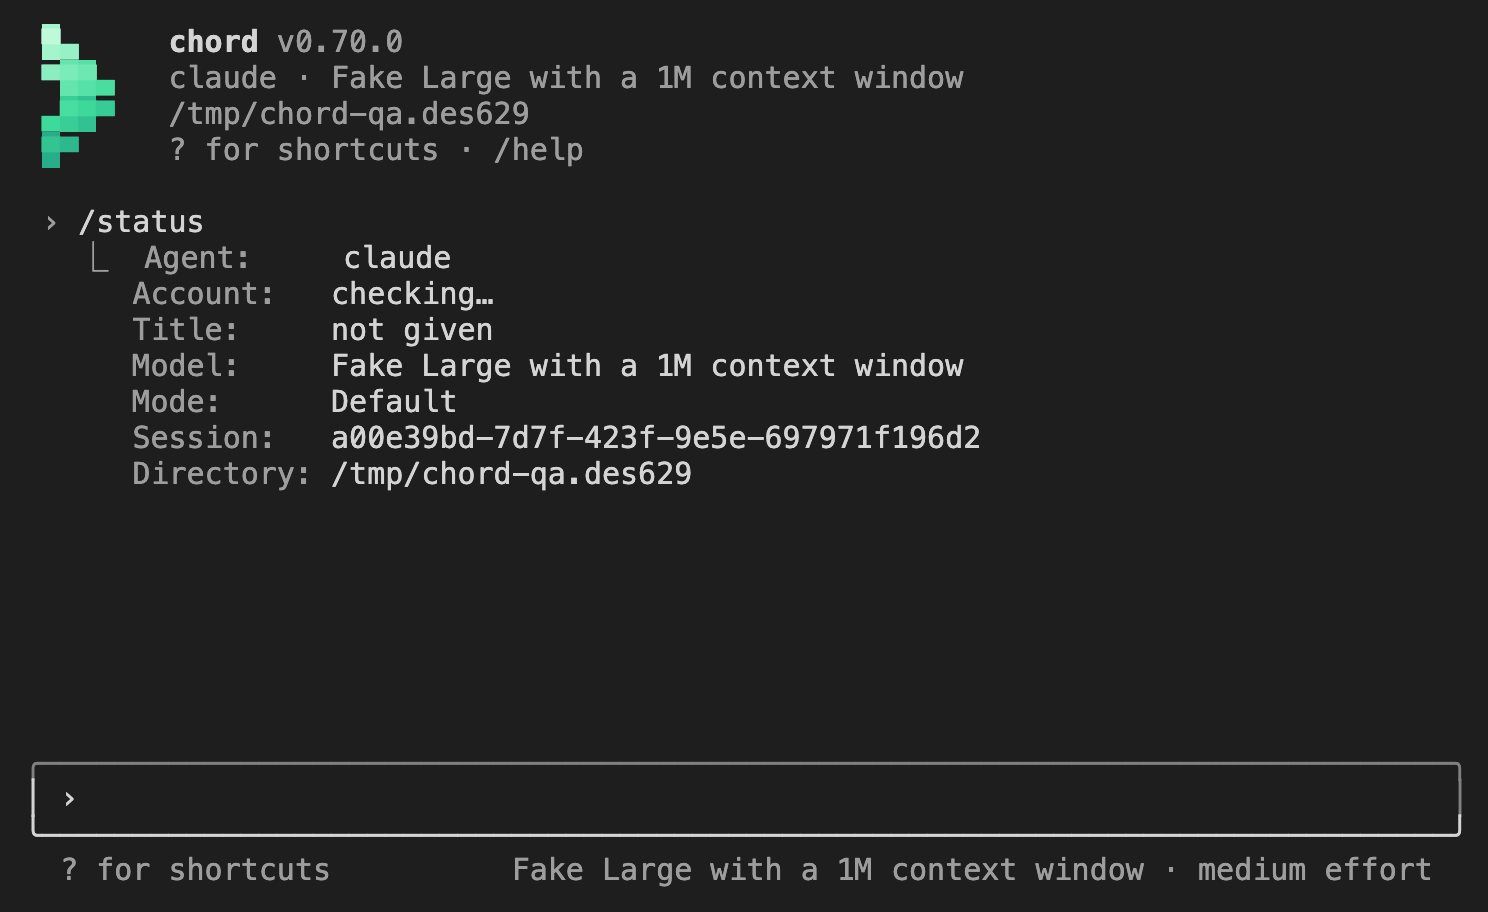 chord v0.70.0
claude · Fake Large with a 1M context window
/tmp/chord-qa.des629
? for shortcuts · /help
› /status
⎿  Agent:     claude
Account:   checking…
Title:     not given
Model:     Fake Large with a 1M context window
Mode:      Default
Session:   a00e39bd-7d7f-423f-9e5e-697971f196d2
Directory: /tmp/chord-qa.des629
›
? for shortcuts          Fake Large with a 1M context window · medium effort